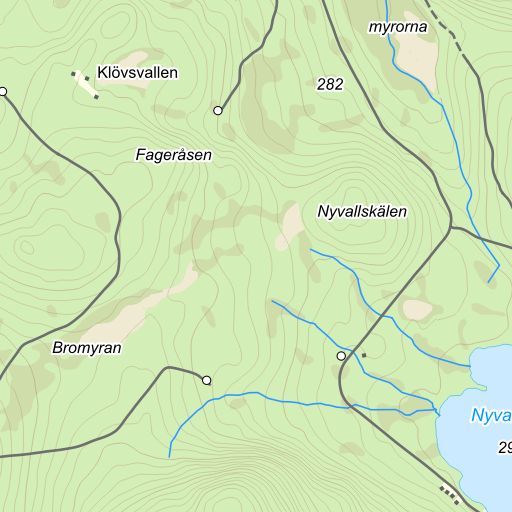 myrorna
Klövsvallen
282
Fageråsen
Nyvallskälen
Bromyran
Nyva
29